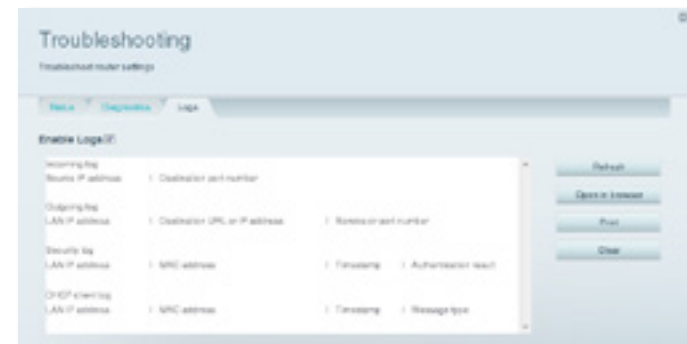 Troubleshooting
Troubleshoot router settings
Status Diagnostics Logs
Enable Logs
Incoming log
Source IP address | Destination port number
Refresh
Open in browser
Outgoing log
LAN IP address | Destination URL or IP address | Service or port number
Print
Security log
LAN IP address | MAC address | Timestamp | Authentication result
Clear
DHCP client log
LAN IP address | MAC address | Timestamp | Message type